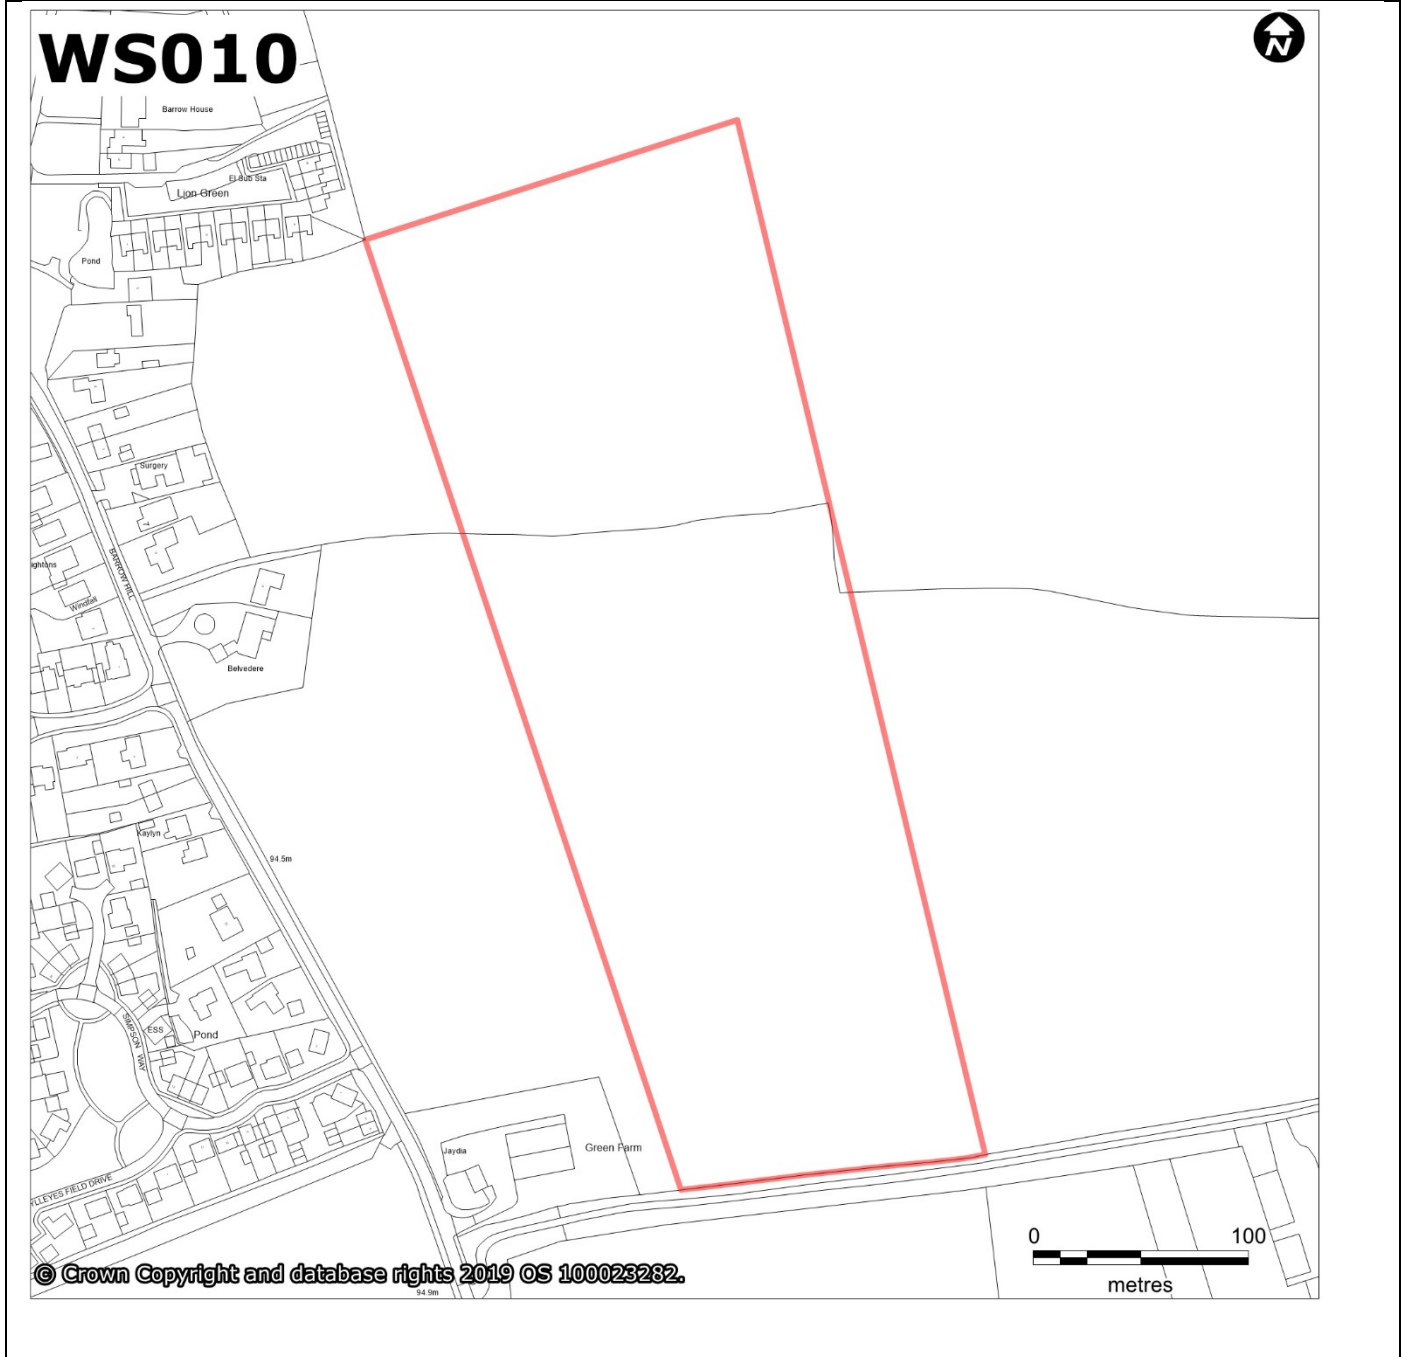 WS010
N
Barrow House
El Sub Sta
Lion Green
Pond
Surgery
BARROW HILL
ightons
Windfall
Belvedere
Kaylyn
94.5m
SIMPSON WAY
ESS
Pond
Jaydia
Green Farm
YLLEYES FIELD DRIVE
0 100
metres
© Crown Copyright and database rights 2019 OS 100023282.
94.9m